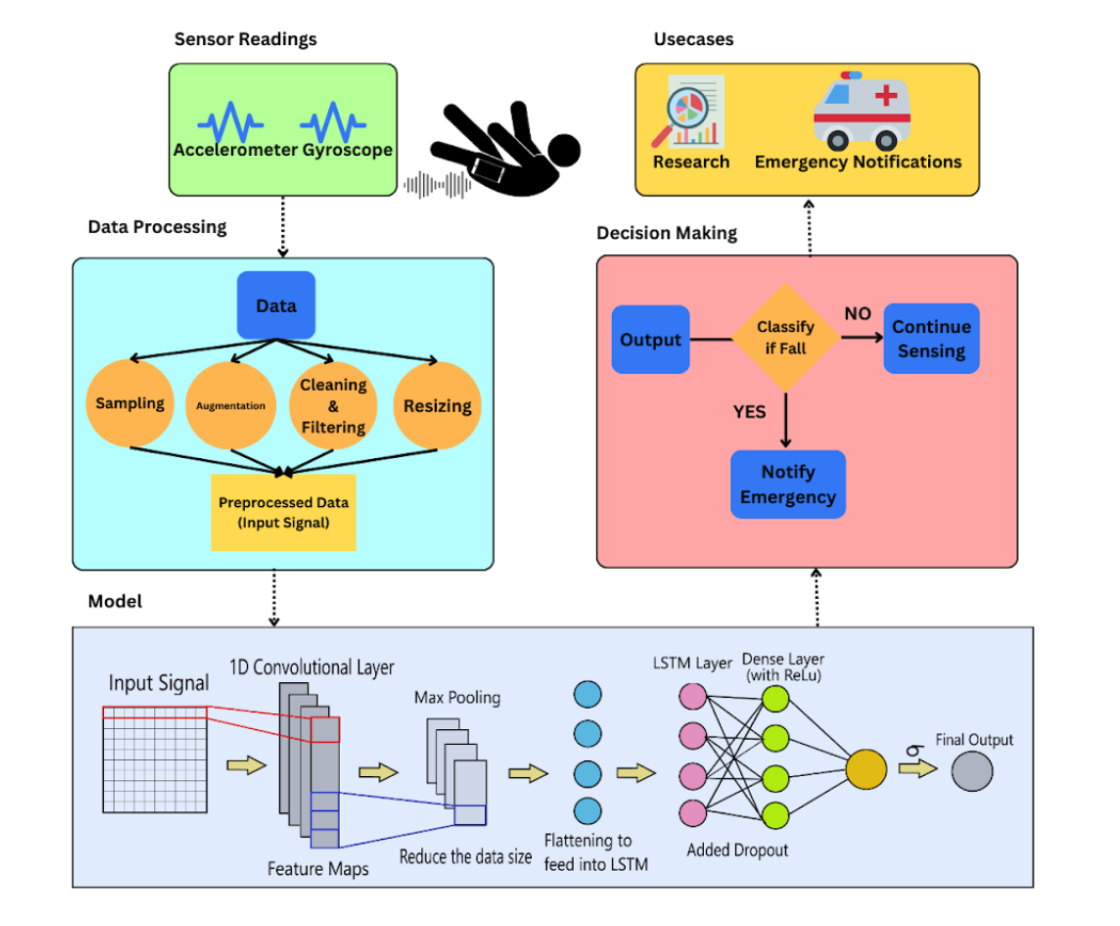 Sensor Readings
Accelerometer Gyroscope
Usecases
Research
Emergency Notifications
Data Processing
Data
Sampling
Augmentation
Cleaning
&
Filtering
Resizing
Preprocessed Data
(Input Signal)
Decision Making
Output
Classify
if Fall
NO
Continue
Sensing
YES
Notify
Emergency
Model
Input Signal
1D Convolutional Layer
Feature Maps
Max Pooling
Reduce the data size
Flattening to
feed into LSTM
LSTM Layer
Dense Layer
(with ReLu)
Added Dropout
σ
Final Output